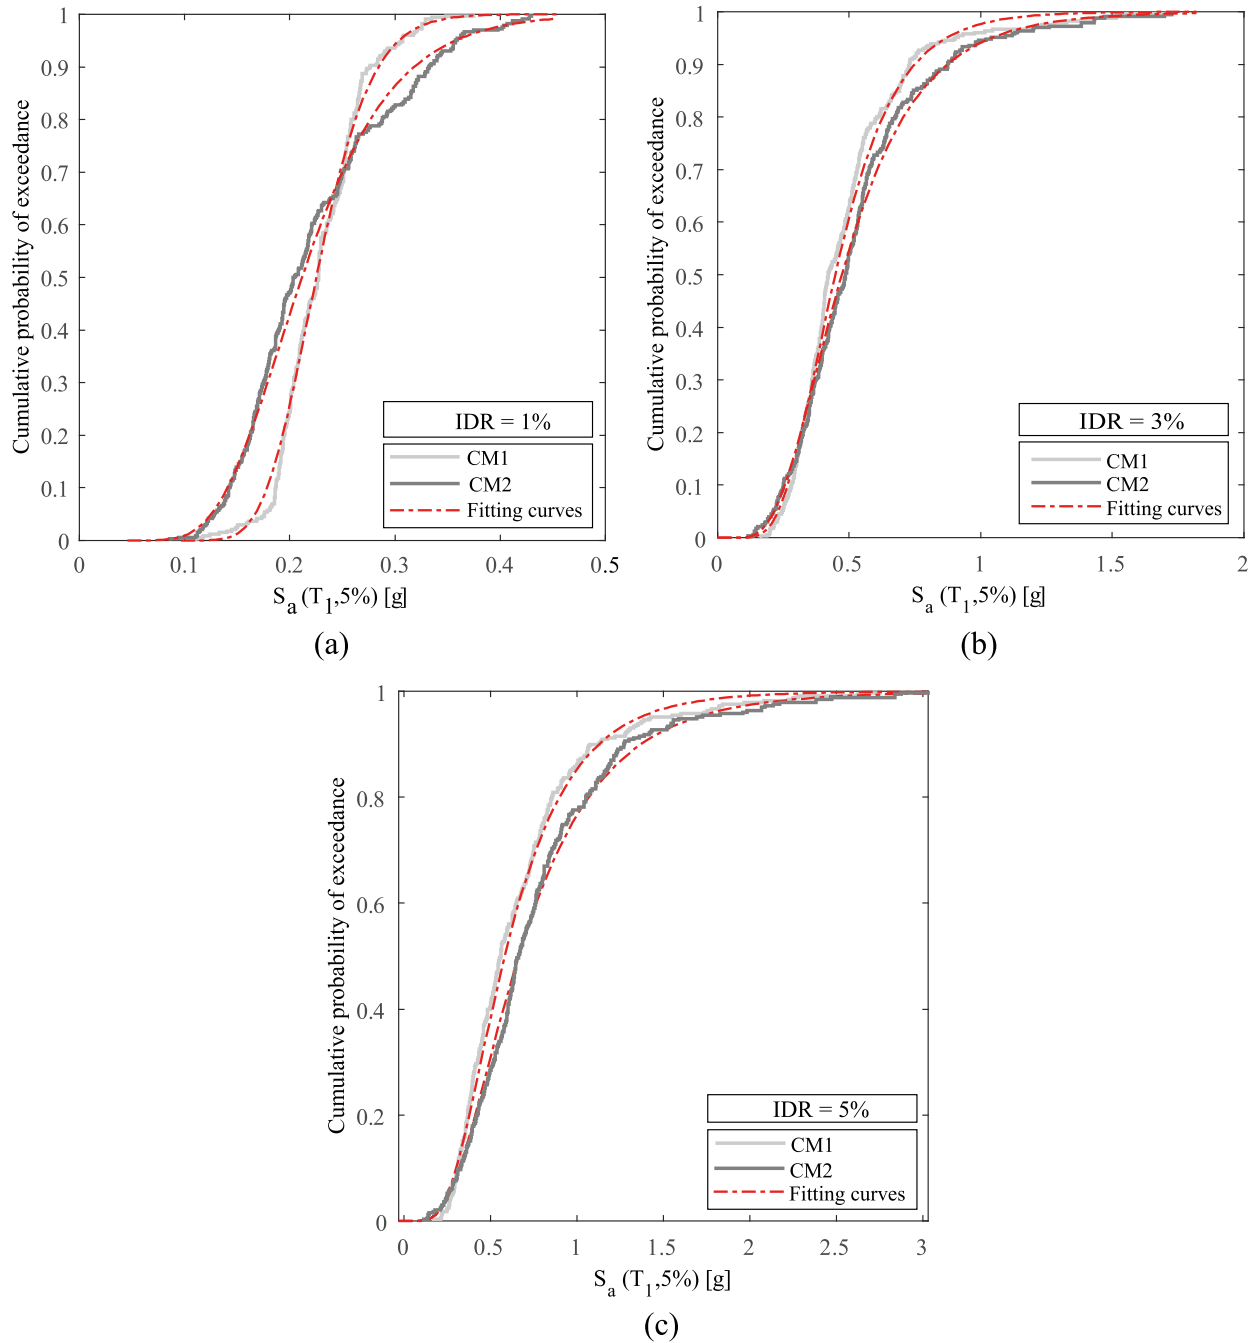 Cumulative probability of exceedance
1
0.9
0.8
0.7
0.6
0.5
0.4
0.3
0.2
0.1
0
0 0.1 0.2 0.3 0.4 0.5
IDR = 1%
CM1
CM2
Fitting curves
Sa (T1,5%) [g]
(a)
Cumulative probability of exceedance
1
0.9
0.8
0.7
0.6
0.5
0.4
0.3
0.2
0.1
0
0 0.5 1 1.5 2
IDR = 3%
CM1
CM2
Fitting curves
Sa (T1,5%) [g]
(b)
Cumulative probability of exceedance
1
0.8
0.6
0.4
0.2
0
0 0.5 1 1.5 2 2.5 3
IDR = 5%
CM1
CM2
Fitting curves
Sa (T1,5%) [g]
(c)